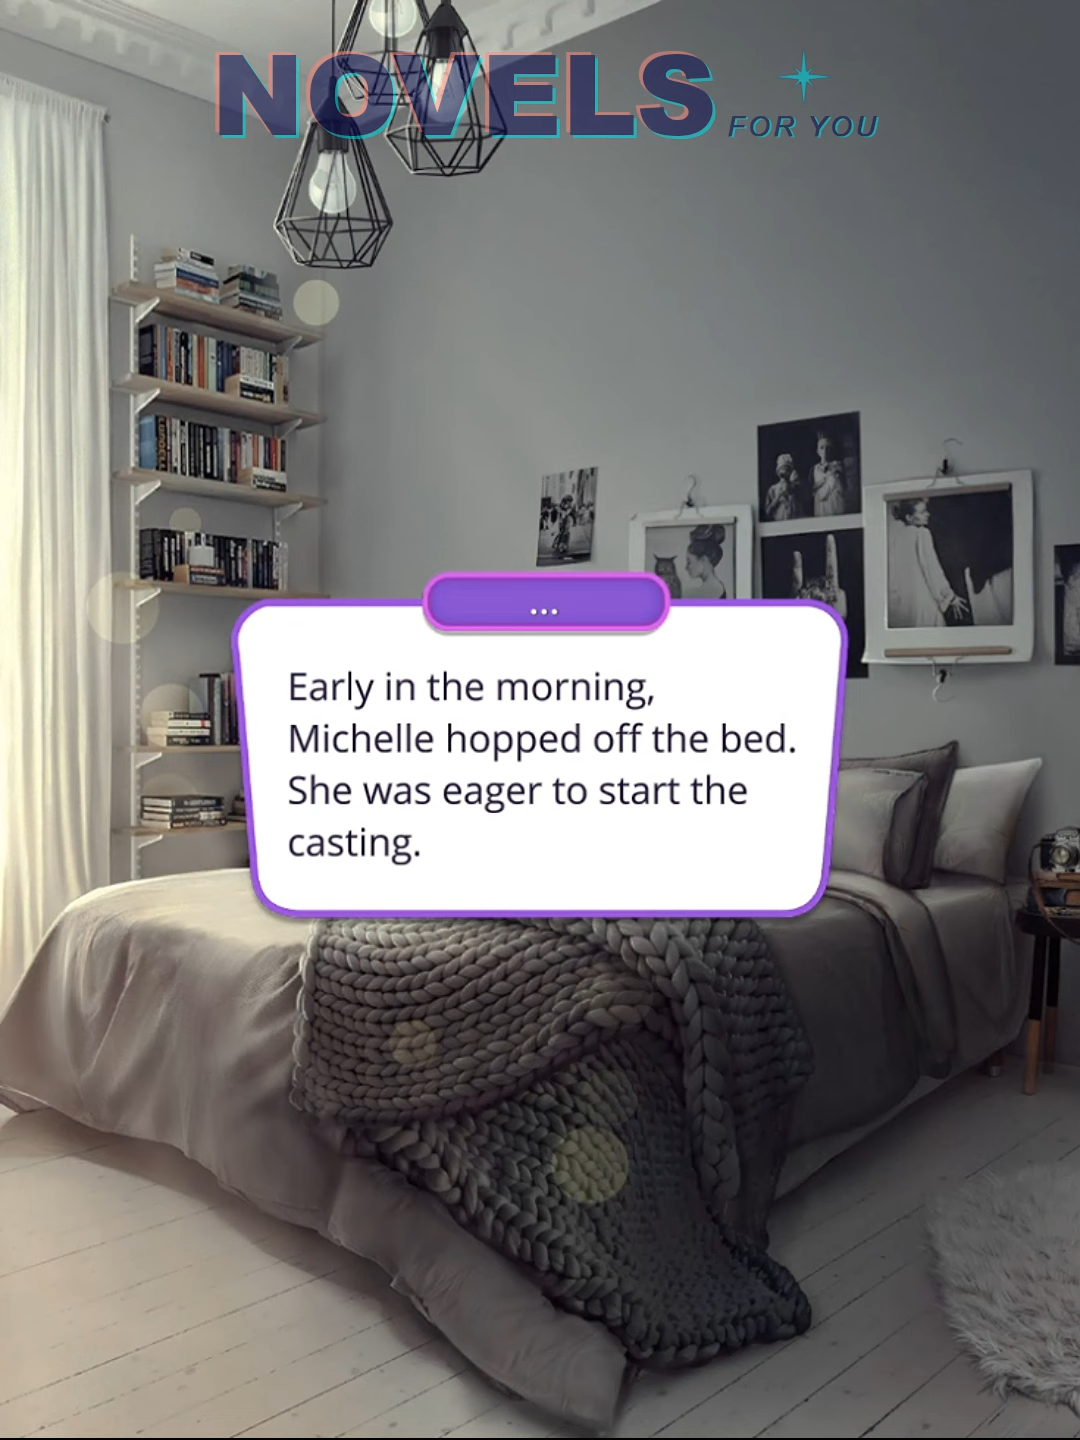 NOVELS FOR YOU
...
Early in the morning,
Michelle hopped off the bed.
She was eager to start the
casting.